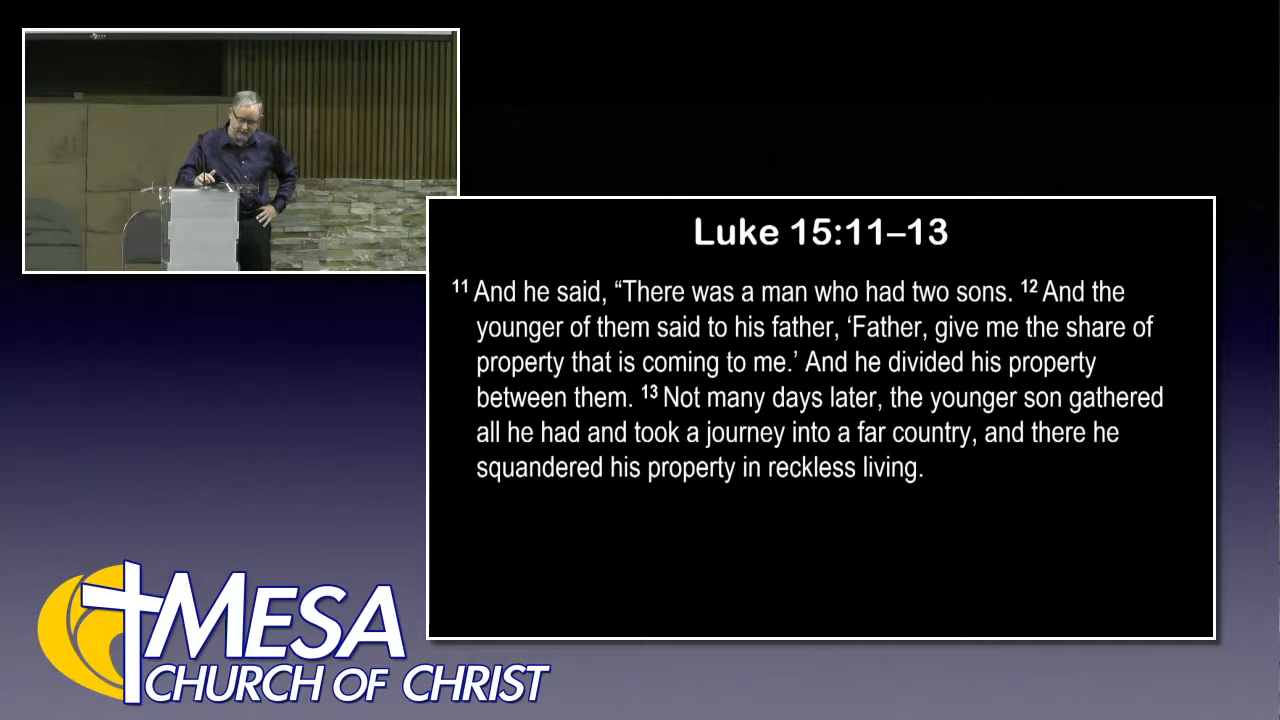 Luke 15:11–13
11 And he said, “There was a man who had two sons. 12 And the
younger of them said to his father, ‘Father, give me the share of
property that is coming to me.’ And he divided his property
between them. 13 Not many days later, the younger son gathered
all he had and took a journey into a far country, and there he
squandered his property in reckless living.
MESA
CHURCH OF CHRIST